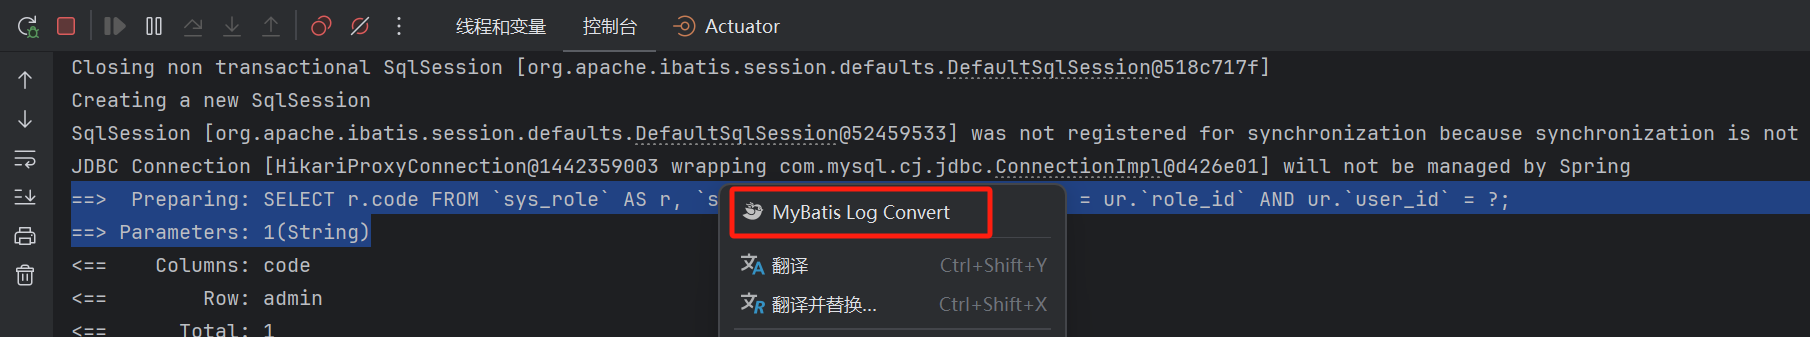 线程和变量 控制台 Actuator
Closing non transactional SqlSession [org.apache.ibatis.session.defaults.DefaultSqlSession@518c717f]
Creating a new SqlSession
SqlSession [org.apache.ibatis.session.defaults.DefaultSqlSession@52459533] was not registered for synchronization because synchronization is not
JDBC Connection [HikariProxyConnection@1442359003 wrapping com.mysql.cj.jdbc.ConnectionImpl@d426e01] will not be managed by Spring
==>  Preparing: SELECT r.code FROM `sys_role` AS r, `s = ur.`role_id` AND ur.`user_id` = ?;
==> Parameters: 1(String)
<==    Columns: code
<==        Row: admin
<==      Total: 1
MyBatis Log Convert
翻译 Ctrl+Shift+Y
翻译并替换... Ctrl+Shift+X